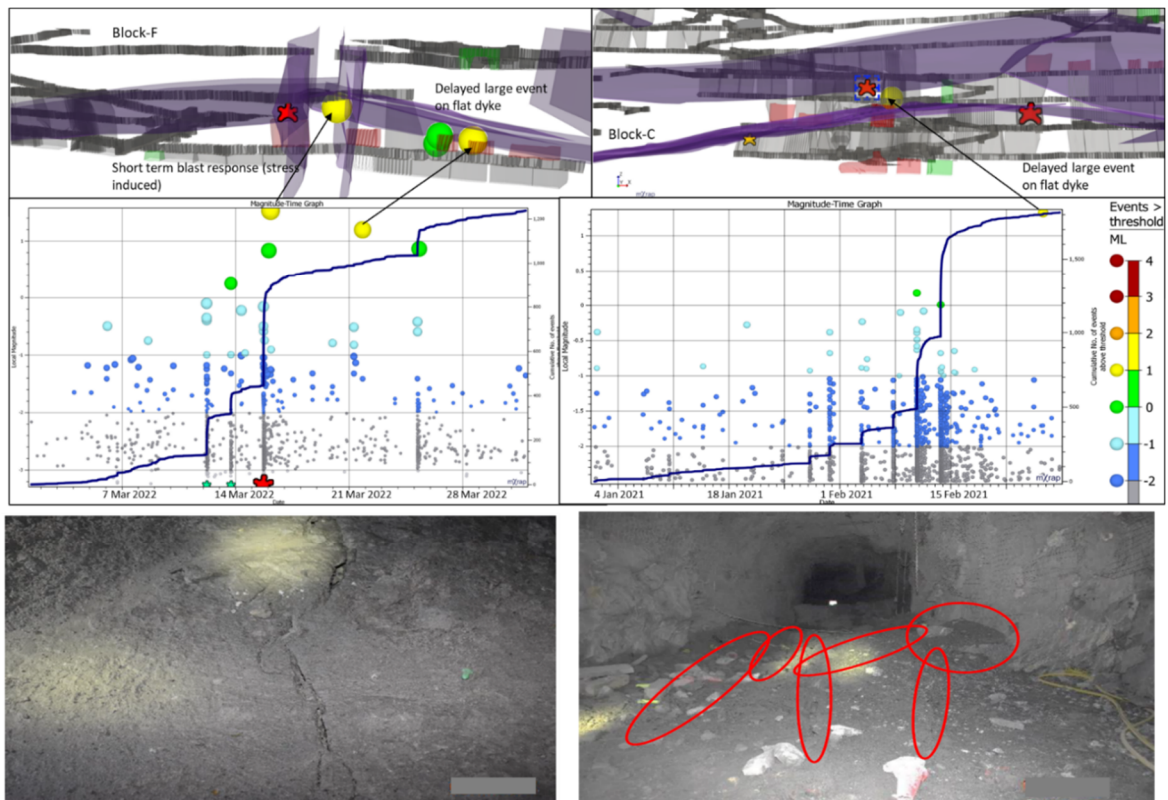 Block-F
Delayed large event
on flat dyke
Short term blast response (stress
induced)
Block-C
Delayed large event
on flat dyke
mXrap
Magnitude-Time Graph
1
0
-1
-2
-3
Local Magnitude
1,200
1,000
800
600
400
200
0
Cumulative No. of events
above threshold
7 Mar 2022
14 Mar 2022
21 Mar 2022
28 Mar 2022
Date
mXrap
Magnitude-Time Graph
1
0.5
0
-0.5
-1
-1.5
-2
Local Magnitude
1,500
1,000
500
0
Cumulative No. of events
above threshold
4 Jan 2021
18 Jan 2021
1 Feb 2021
15 Feb 2021
Date
mXrap
Events >
threshold
ML
4
3
2
1
0
-1
-2